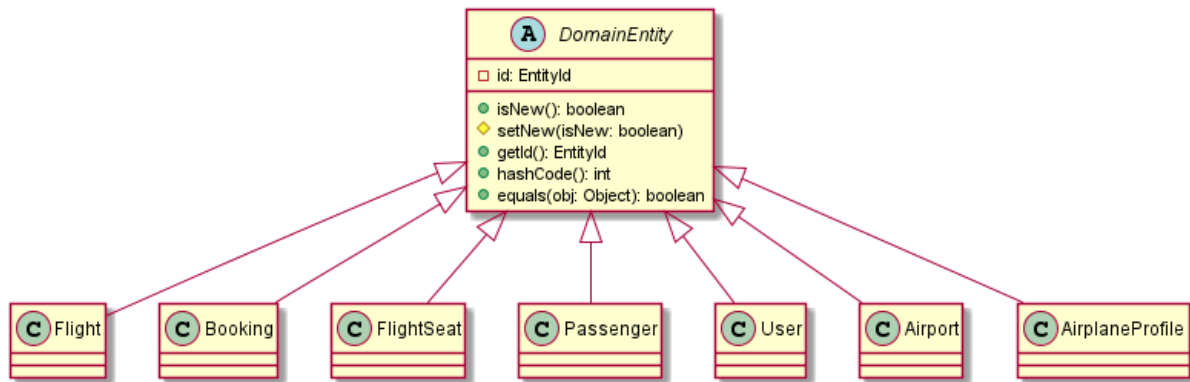 A DomainEntity
id: EntityId
isNew(): boolean
setNew(isNew: boolean)
getId(): EntityId
hashCode(): int
equals(obj: Object): boolean
C Flight
C Booking
C FlightSeat
C Passenger
C User
C Airport
C AirplaneProfile